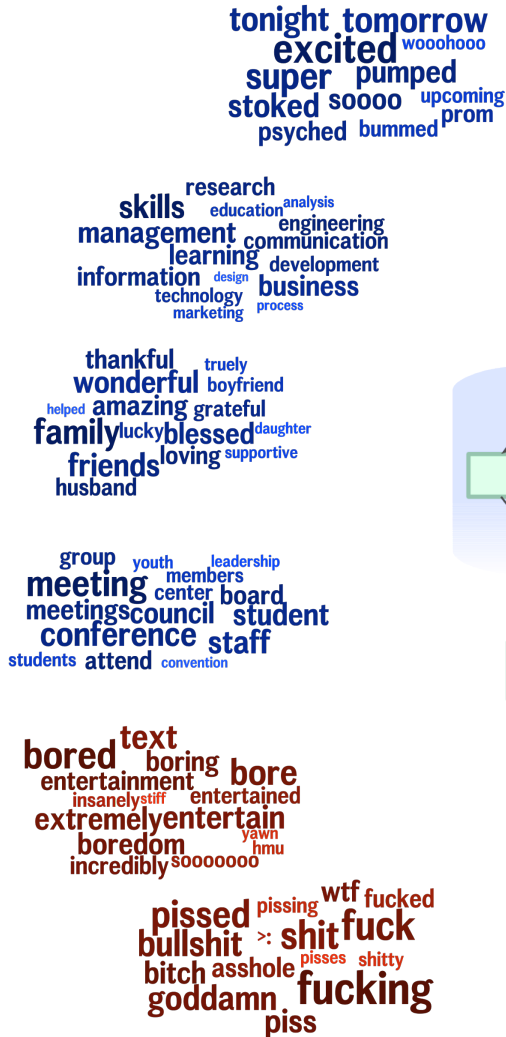 tonight tomorrow
excited wooohooo
super pumped
stoked soooo upcoming
prom
psyched bummed
research
skills education analysis
engineering
management communication
learning development
information design business
technology process
marketing
thankful truely
wonderful boyfriend
helped amazing grateful
family lucky blessed daughter
friends loving supportive
husband
group youth leadership
meeting members
center board
meetings council student
conference staff
students attend convention
bored text
boring bore
entertainment
insanely stiff entertained
extremely entertain
yawn
boredom hmu
incredibly sooooooo
wtf fucked
pissed pissing
bullshit >: shit fuck
pisses shitty
bitch asshole
goddamn fucking
piss